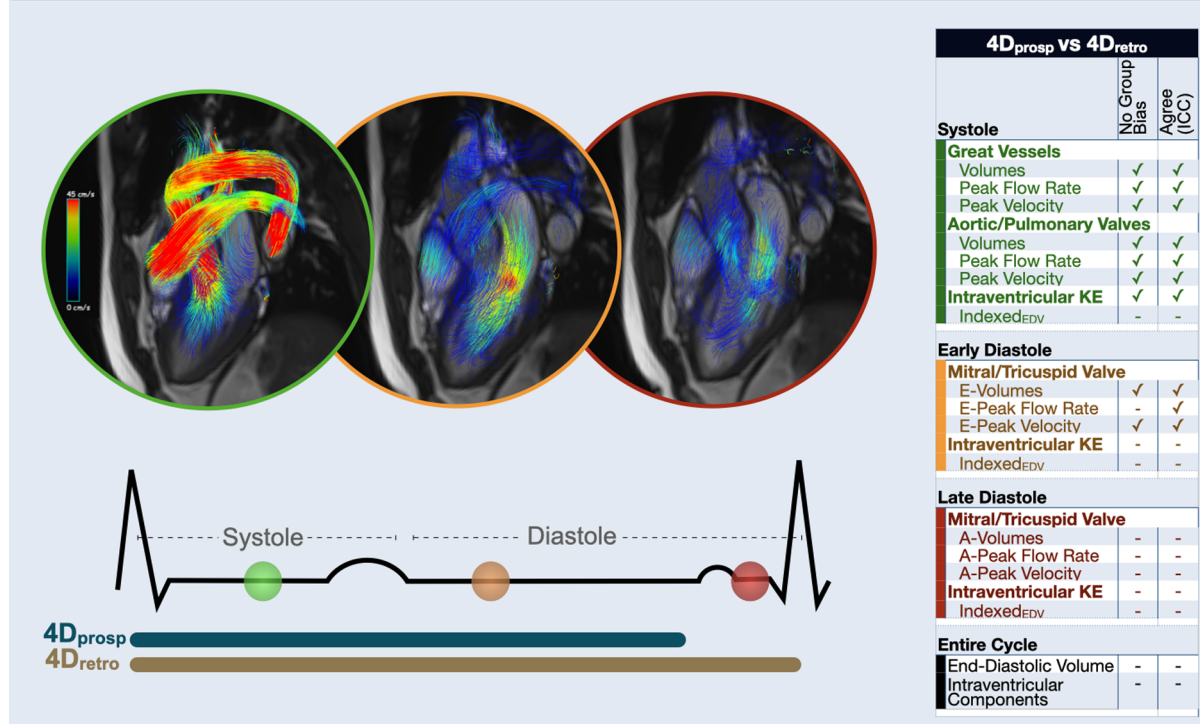 45 cm/s
0 cm/s
Systole
Diastole
4Dprosp
4Dretro
4Dprosp vs 4Dretro
Systole No Group Bias Agree (ICC)
Great Vessels
Volumes ✓ ✓
Peak Flow Rate ✓ ✓
Peak Velocity ✓ ✓
Aortic/Pulmonary Valves
Volumes ✓ ✓
Peak Flow Rate ✓ ✓
Peak Velocity ✓ ✓
Intraventricular KE ✓ ✓
IndexedEDV - -
Early Diastole
Mitral/Tricuspid Valve
E-Volumes ✓ ✓
E-Peak Flow Rate - ✓
E-Peak Velocity ✓ ✓
Intraventricular KE - -
IndexedEDV - -
Late Diastole
Mitral/Tricuspid Valve
A-Volumes - -
A-Peak Flow Rate - -
A-Peak Velocity - -
Intraventricular KE - -
IndexedEDV - -
Entire Cycle
End-Diastolic Volume - -
Intraventricular - -
Components